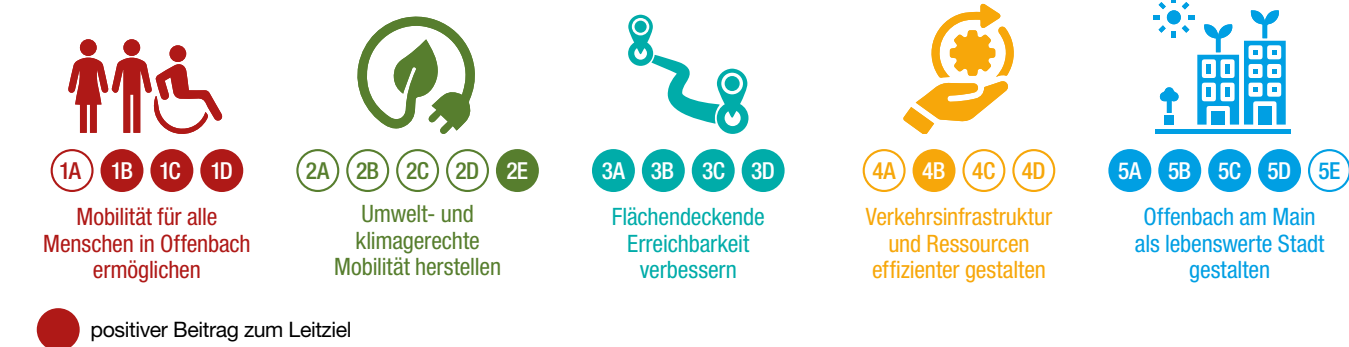 1A 1B 1C 1D
Mobilität für alle
Menschen in Offenbach
ermöglichen
2A 2B 2C 2D 2E
Umwelt- und
klimagerechte
Mobilität herstellen
3A 3B 3C 3D
Flächendeckende
Erreichbarkeit
verbessern
4A 4B 4C 4D
Verkehrsinfrastruktur
und Ressourcen
effizienter gestalten
5A 5B 5C 5D 5E
Offenbach am Main
als lebenswerte Stadt
gestalten
positiver Beitrag zum Leitziel